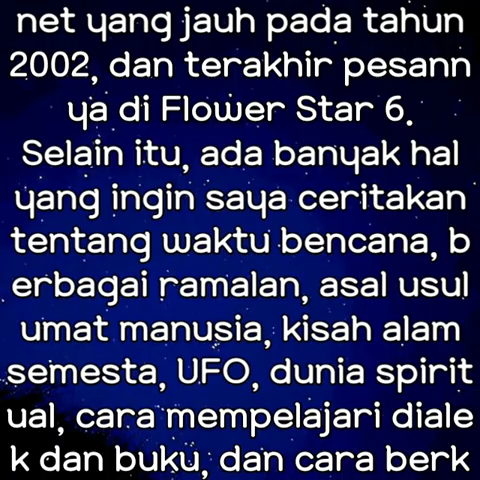 net yang jauh pada tahun
2002, dan terakhir pesann
ya di Flower Star 6.
Selain itu, ada banyak hal
yang ingin saya ceritakan
tentang waktu bencana, b
erbagai ramalan, asal usul
umat manusia, kisah alam
semesta, UFO, dunia spirit
ual, cara mempelajari diale
k dan buku, dan cara berk